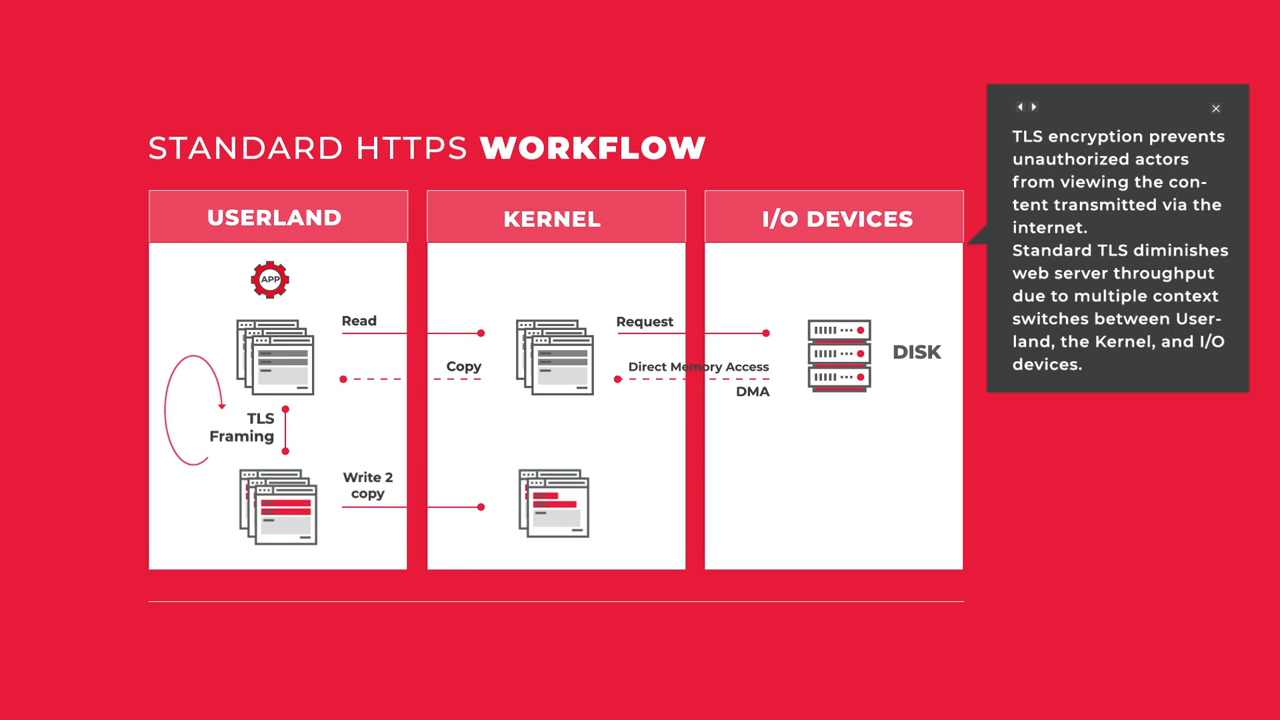 STANDARD HTTPS WORKFLOW
USERLAND
KERNEL
I/O DEVICES
APP
Read
Request
Copy
Direct Memory Access
DMA
DISK
TLS
Framing
Write 2
copy
TLS encryption prevents
unauthorized actors
from viewing the con-
tent transmitted via the
internet.
Standard TLS diminishes
web server throughput
due to multiple context
switches between User-
land, the Kernel, and I/O
devices.